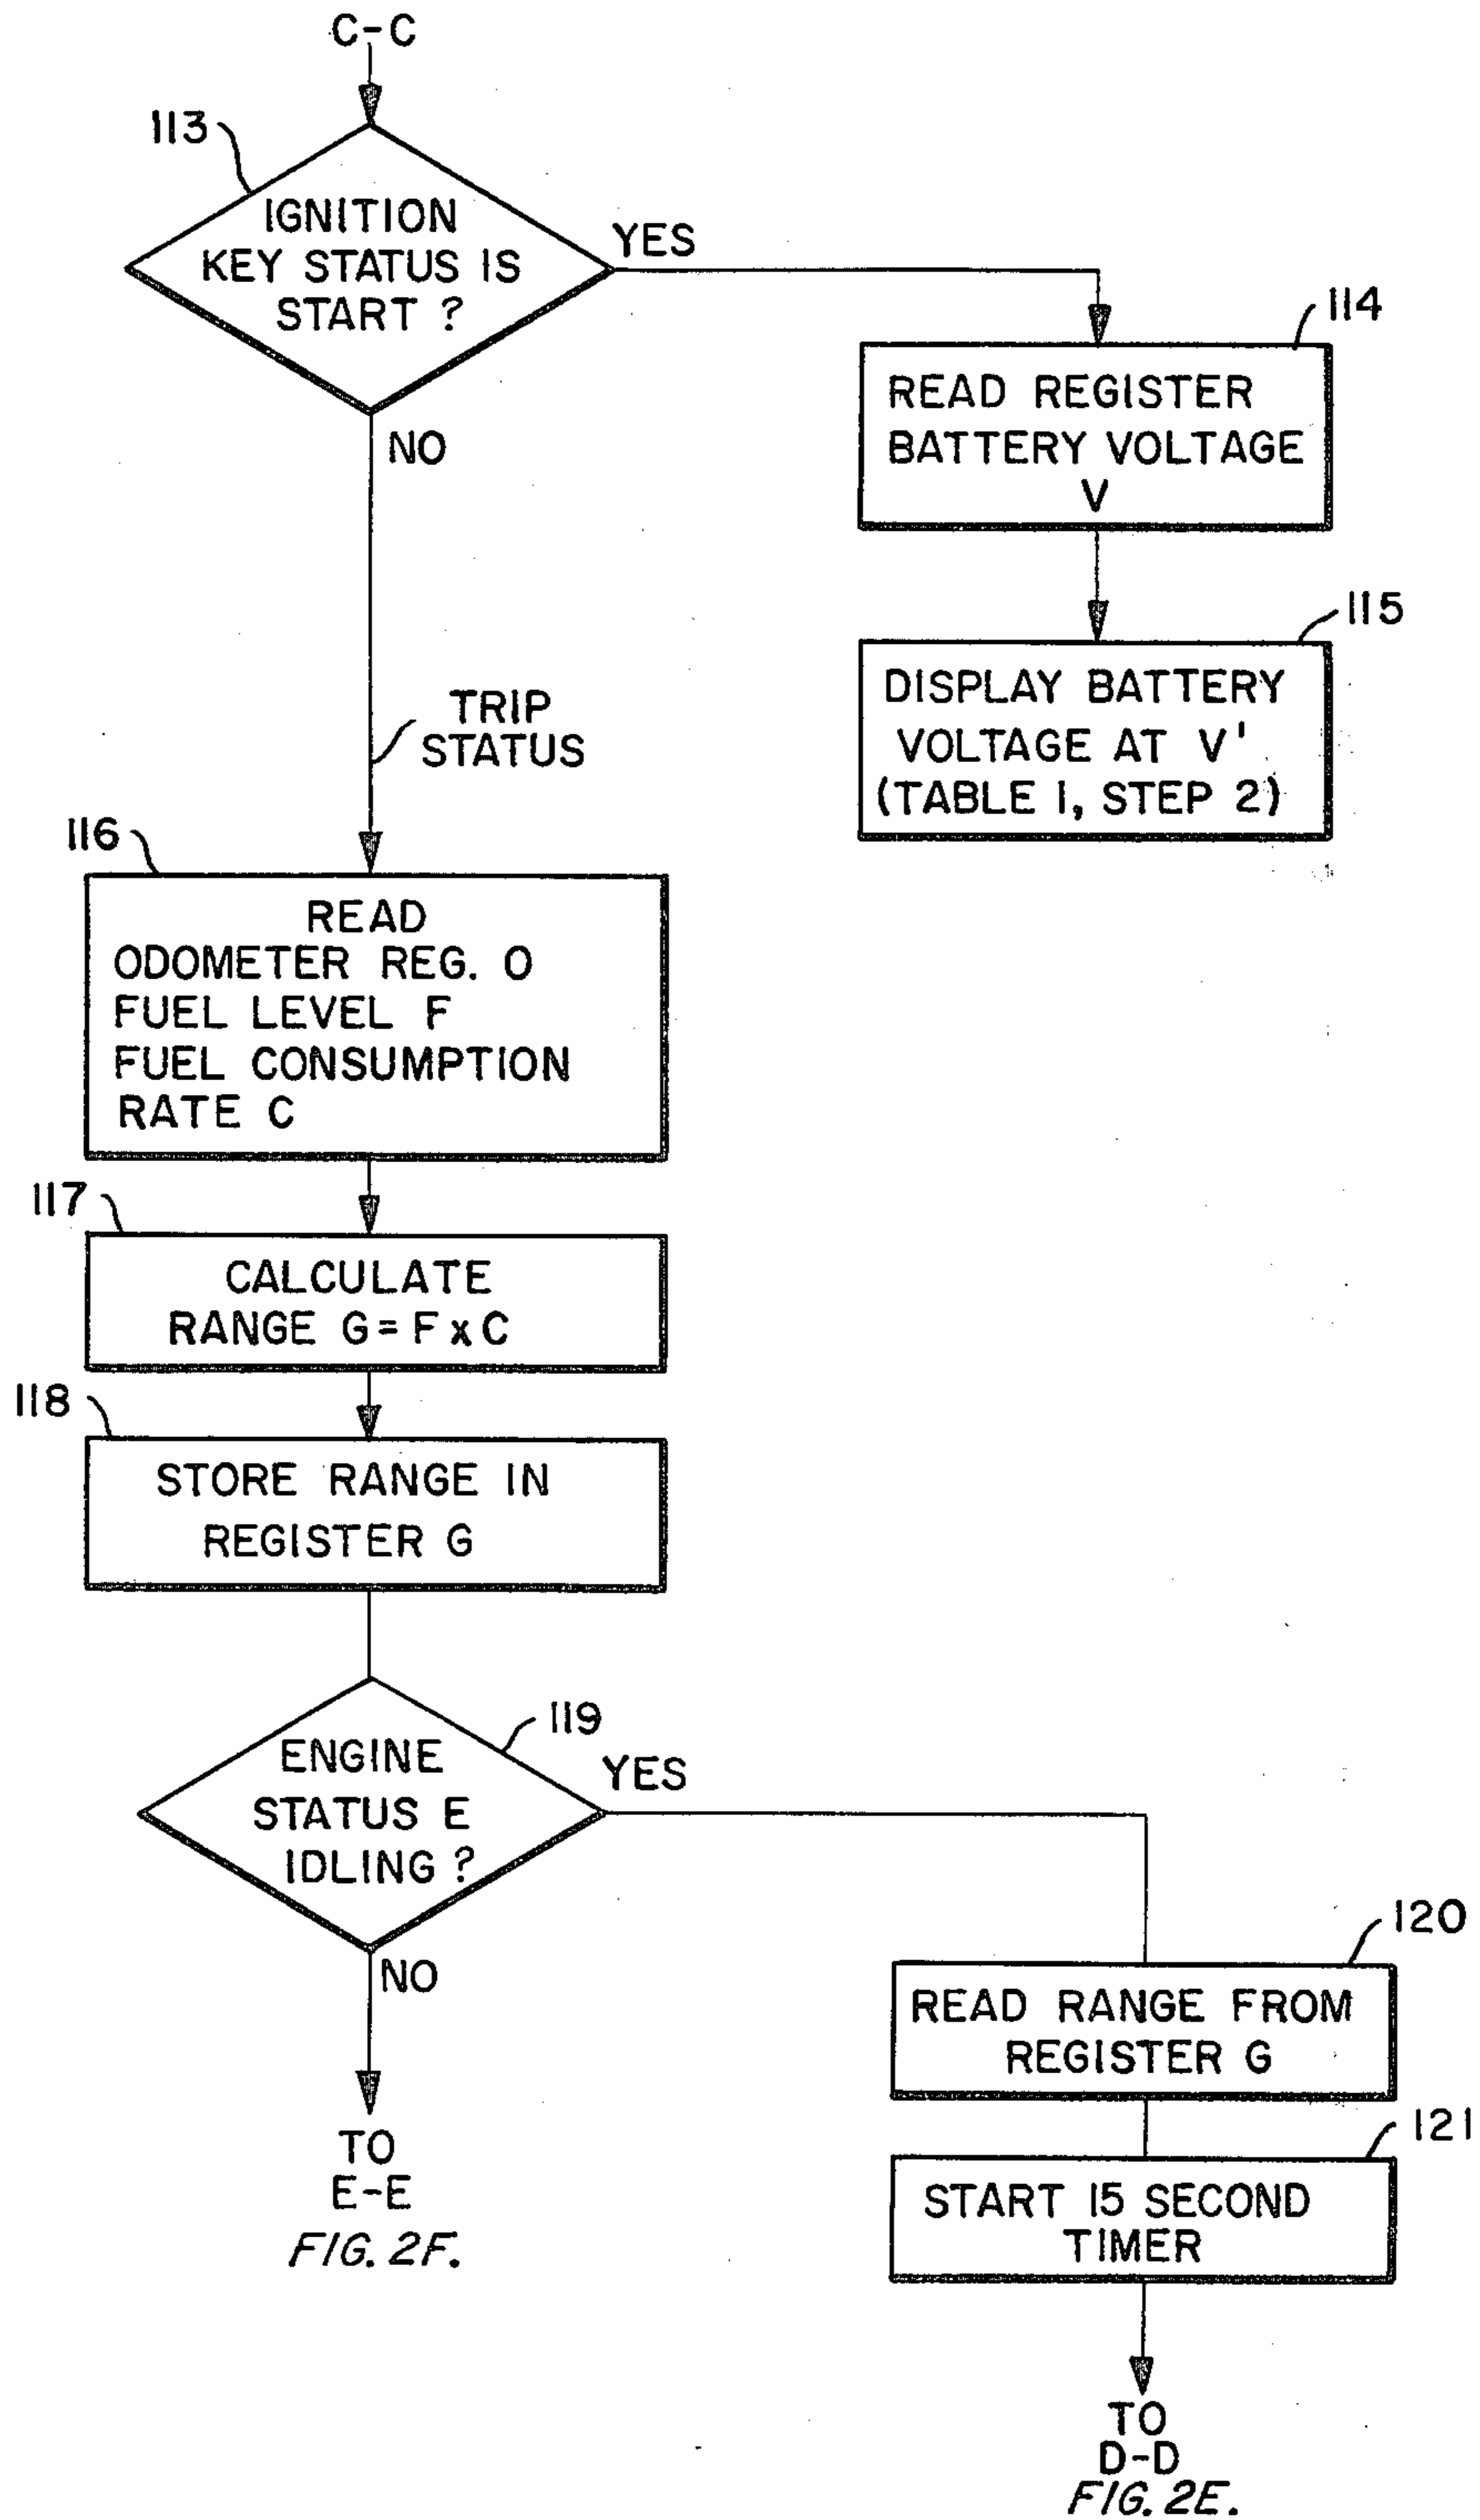 C-C
113
IGNITION
KEY STATUS IS
START ?
YES
NO
114
READ REGISTER
BATTERY VOLTAGE
V
115
DISPLAY BATTERY
VOLTAGE AT V'
(TABLE 1, STEP 2)
TRIP
STATUS
116
READ
ODOMETER REG. O
FUEL LEVEL F
FUEL CONSUMPTION
RATE C
117
CALCULATE
RANGE G = F x C
118
STORE RANGE IN
REGISTER G
119
ENGINE
STATUS E
IDLING ?
YES
NO
TO
E-E
FIG. 2F.
120
READ RANGE FROM
REGISTER G
121
START 15 SECOND
TIMER
TO
D-D
FIG. 2E.